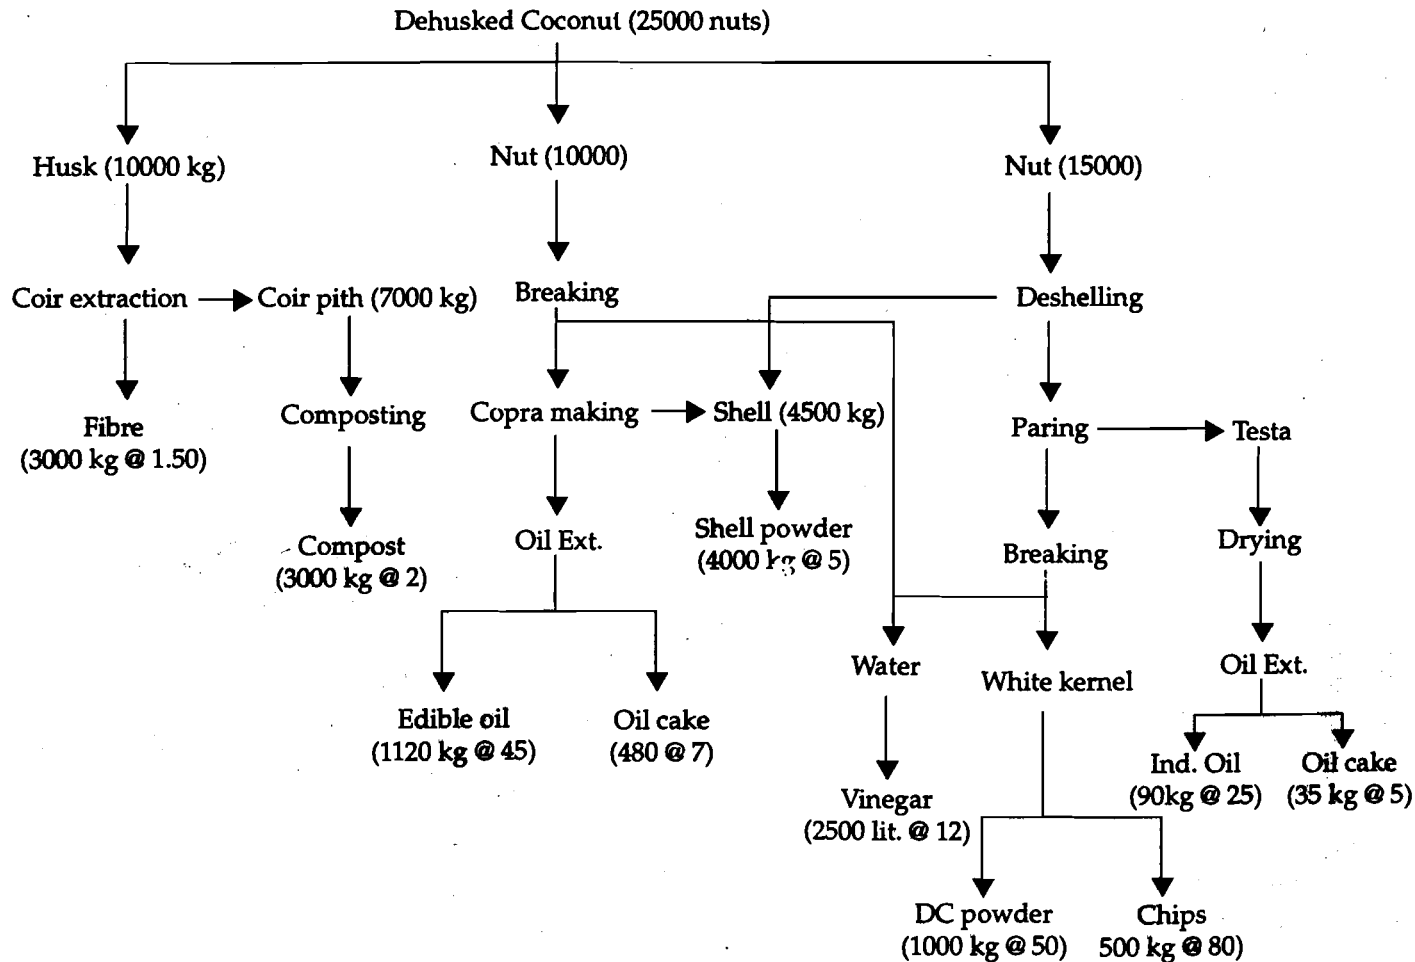 Dehusked Coconut (25000 nuts)
Husk (10000 kg)
Nut (10000)
Nut (15000)
Coir extraction
Coir pith (7000 kg)
Breaking
Deshelling
Fibre
(3000 kg @ 1.50)
Composting
Copra making
Shell (4500 kg)
Paring
Testa
Compost
(3000 kg @ 2)
Oil Ext.
Shell powder
(4000 kg @ 5)
Breaking
Drying
Edible oil
(1120 kg @ 45)
Oil cake
(480 @ 7)
Water
White kernel
Oil Ext.
Vinegar
(2500 lit. @ 12)
Ind. Oil
(90kg @ 25)
Oil cake
(35 kg @ 5)
DC powder
(1000 kg @ 50)
Chips
500 kg @ 80)